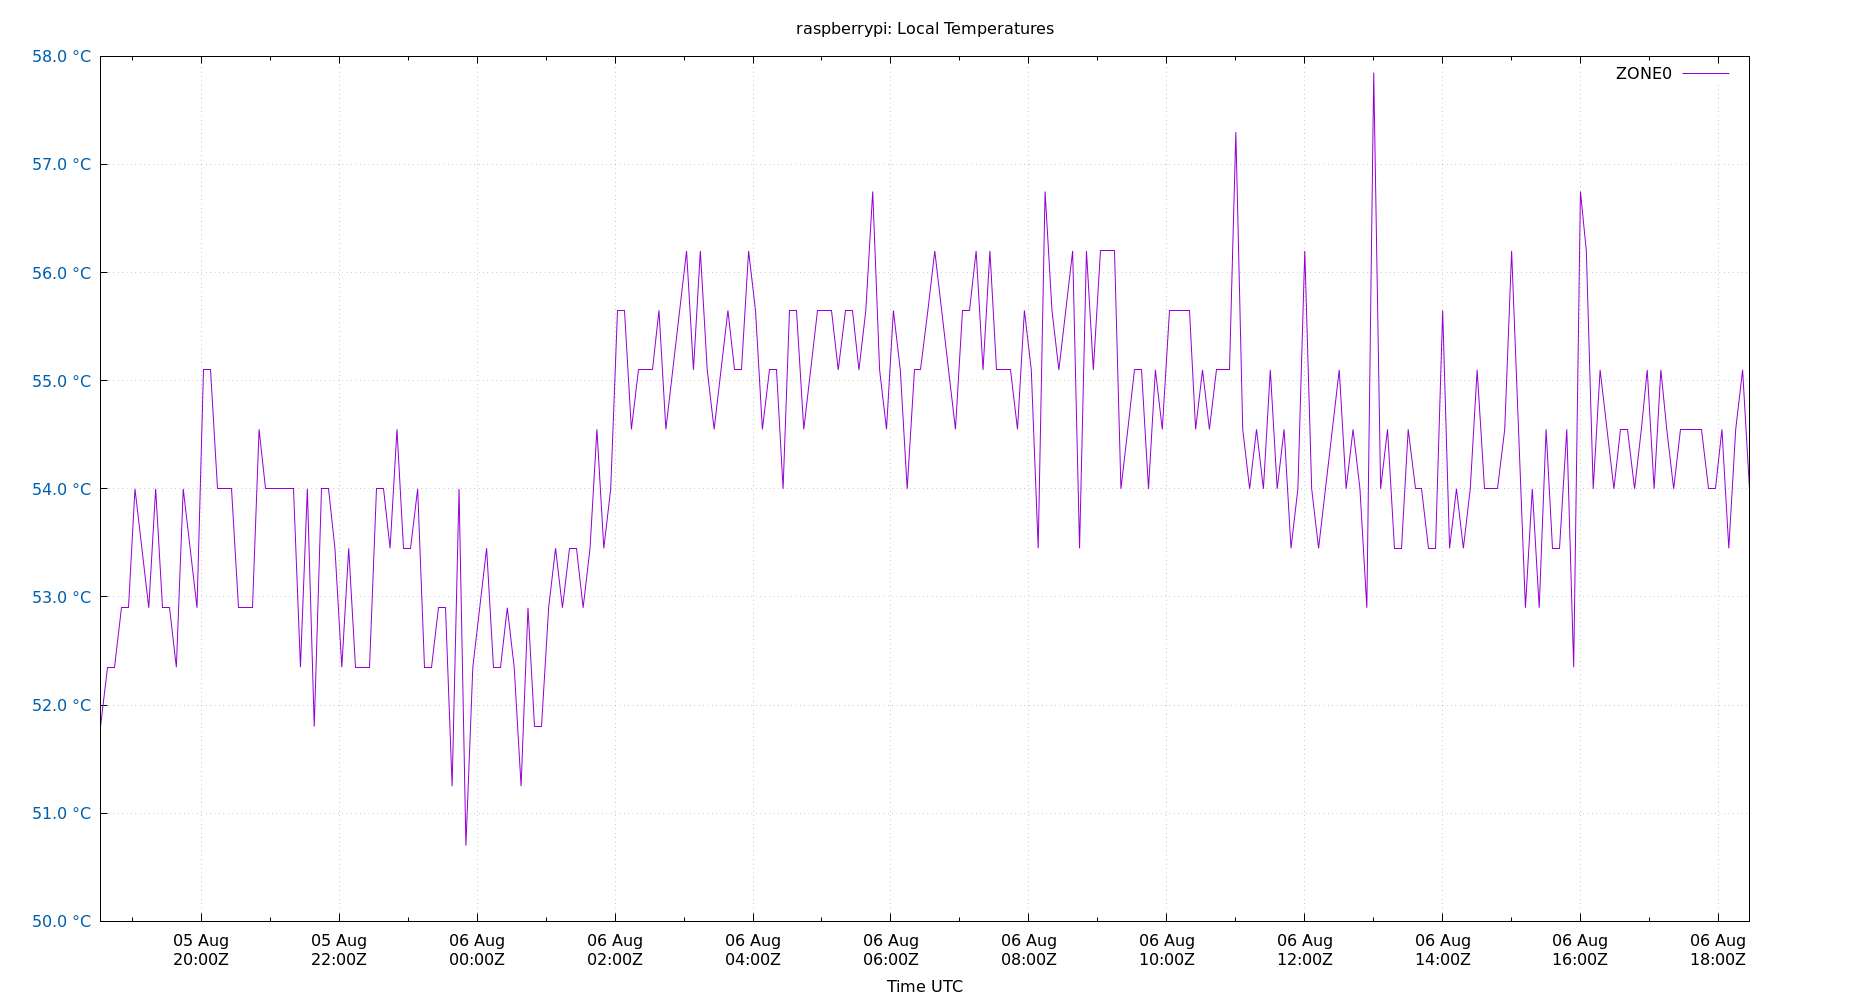 raspberrypi: Local Temperatures
58.0 °C
57.0 °C
56.0 °C
55.0 °C
54.0 °C
53.0 °C
52.0 °C
51.0 °C
50.0 °C
ZONE0
05 Aug 05 Aug 06 Aug 06 Aug 06 Aug 06 Aug 06 Aug 06 Aug 06 Aug 06 Aug 06 Aug 06 Aug
20:00Z 22:00Z 00:00Z 02:00Z 04:00Z 06:00Z 08:00Z 10:00Z 12:00Z 14:00Z 16:00Z 18:00Z
Time UTC